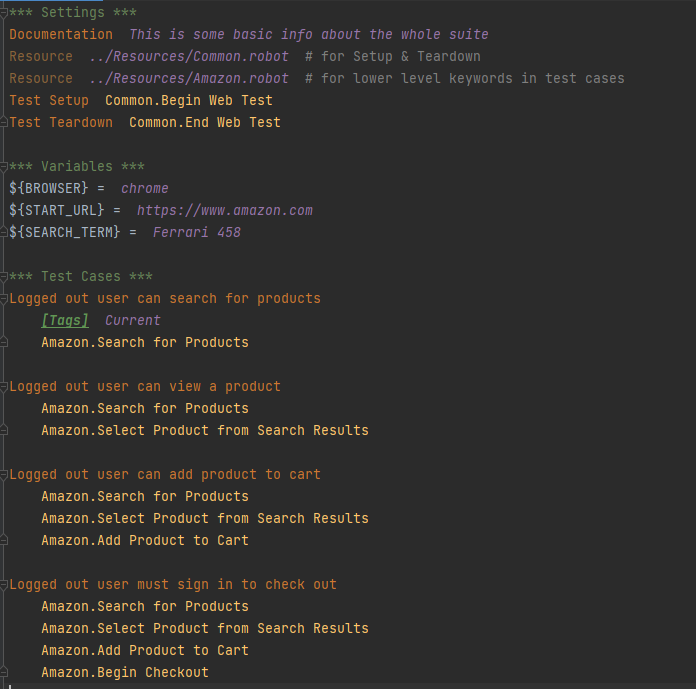 *** Settings ***
Documentation  This is some basic info about the whole suite
Resource  ../Resources/Common.robot  # for Setup & Teardown
Resource  ../Resources/Amazon.robot  # for lower level keywords in test cases
Test Setup  Common.Begin Web Test
Test Teardown  Common.End Web Test

*** Variables ***
${BROWSER} =  chrome
${START_URL} =  https://www.amazon.com
${SEARCH_TERM} =  Ferrari 458

*** Test Cases ***
Logged out user can search for products
    [Tags]  Current
    Amazon.Search for Products

Logged out user can view a product
    Amazon.Search for Products
    Amazon.Select Product from Search Results

Logged out user can add product to cart
    Amazon.Search for Products
    Amazon.Select Product from Search Results
    Amazon.Add Product to Cart

Logged out user must sign in to check out
    Amazon.Search for Products
    Amazon.Select Product from Search Results
    Amazon.Add Product to Cart
    Amazon.Begin Checkout